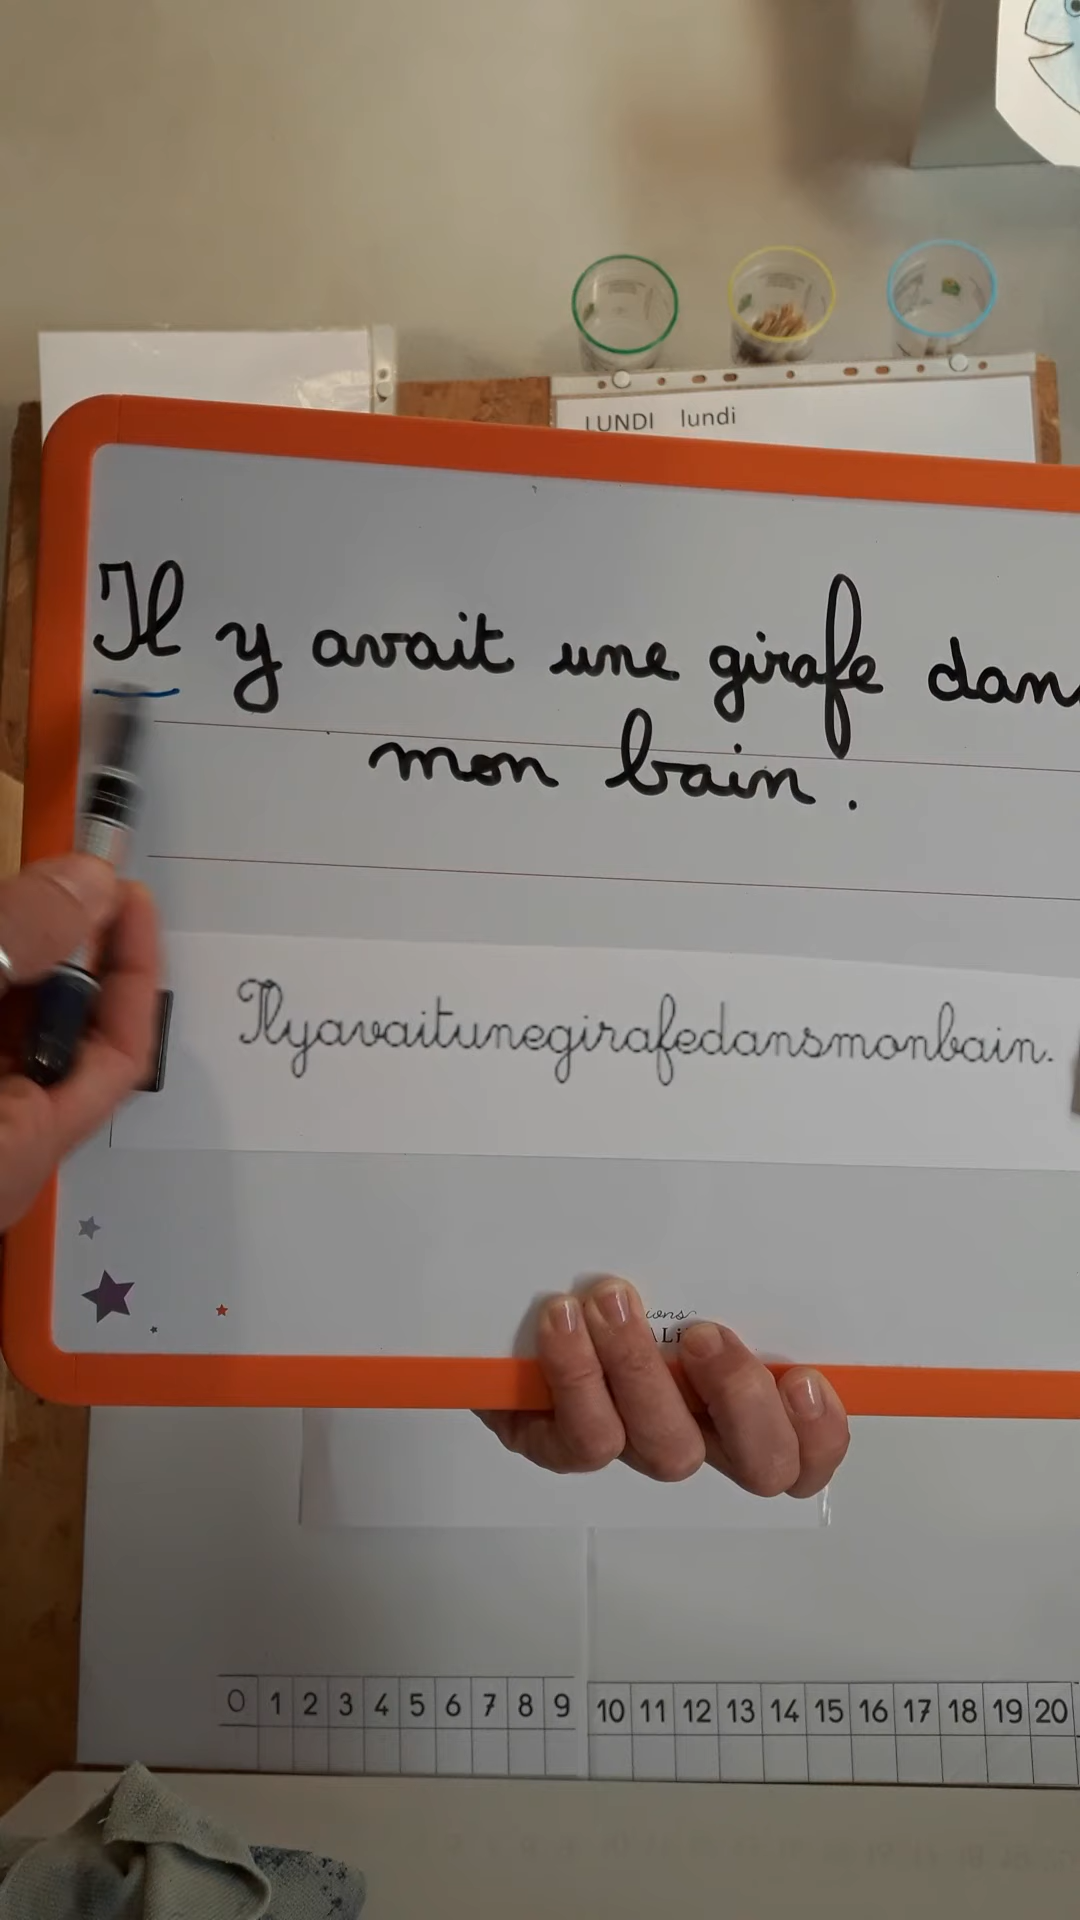 LUNDI lundi
Il y avait une girafe dans
mon bain.
Ilyavaitunegirafedansmonbain.
0 1 2 3 4 5 6 7 8 9 10 11 12 13 14 15 16 17 18 19 20